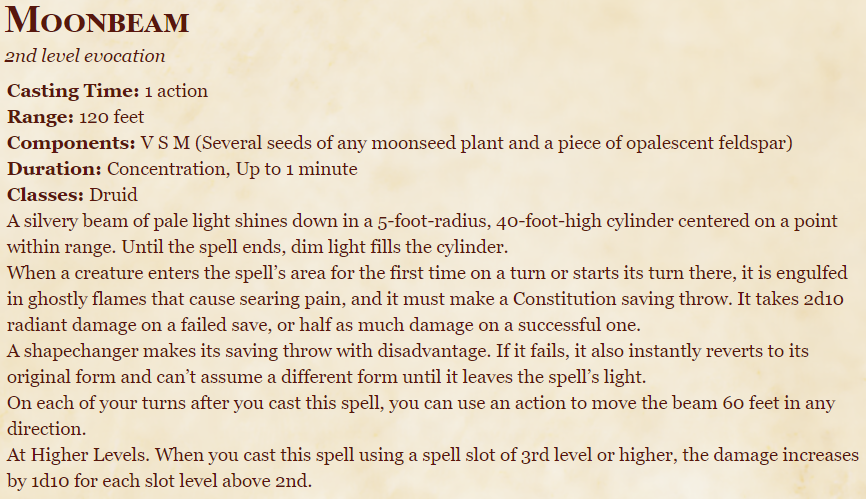 Moonbeam
2nd level evocation
Casting Time: 1 action
Range: 120 feet
Components: V S M (Several seeds of any moonseed plant and a piece of opalescent feldspar)
Duration: Concentration, Up to 1 minute
Classes: Druid
A silvery beam of pale light shines down in a 5-foot-radius, 40-foot-high cylinder centered on a point
within range. Until the spell ends, dim light fills the cylinder.
When a creature enters the spell’s area for the first time on a turn or starts its turn there, it is engulfed
in ghostly flames that cause searing pain, and it must make a Constitution saving throw. It takes 2d10
radiant damage on a failed save, or half as much damage on a successful one.
A shapechanger makes its saving throw with disadvantage. If it fails, it also instantly reverts to its
original form and can’t assume a different form until it leaves the spell’s light.
On each of your turns after you cast this spell, you can use an action to move the beam 60 feet in any
direction.
At Higher Levels. When you cast this spell using a spell slot of 3rd level or higher, the damage increases
by 1d10 for each slot level above 2nd.